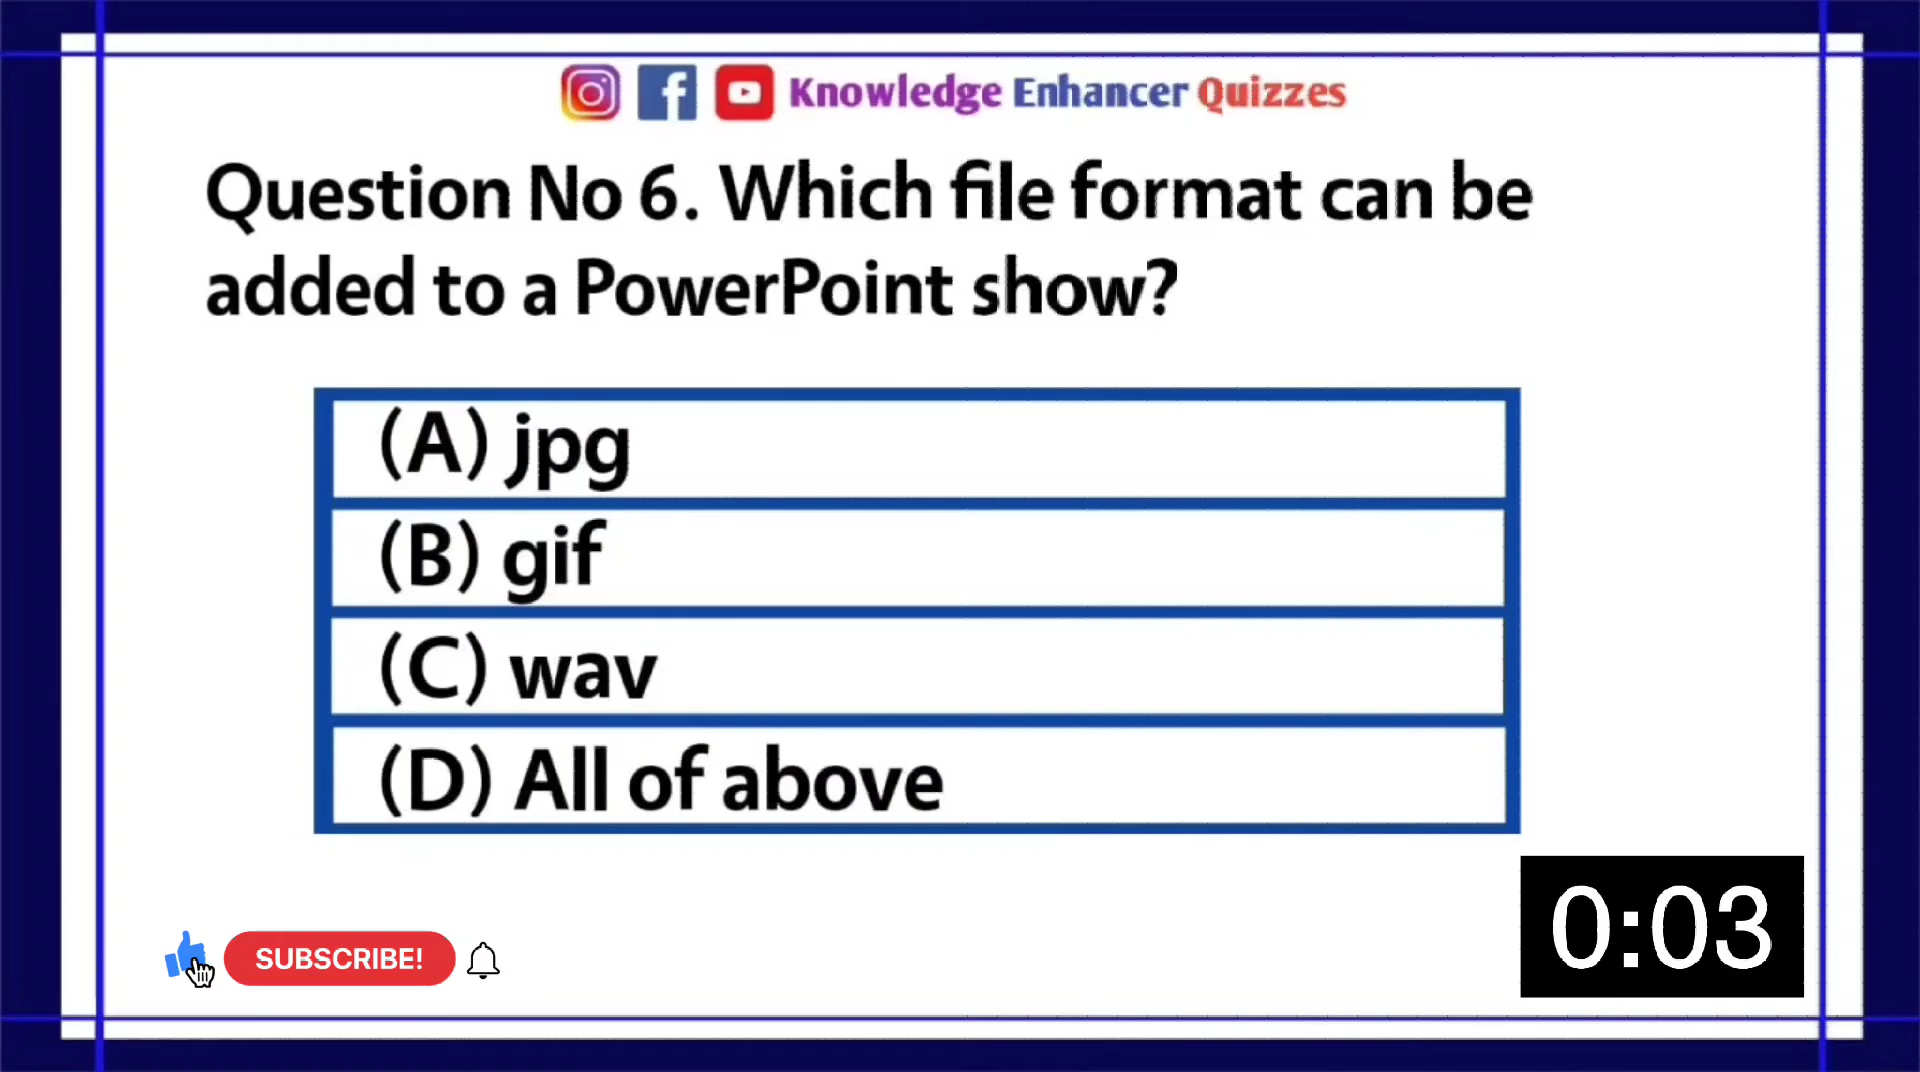 Knowledge Enhancer Quizzes
Question No 6. Which file format can be
added to a PowerPoint show?
(A) jpg
(B) gif
(C) wav
(D) All of above
SUBSCRIBE!
0:03